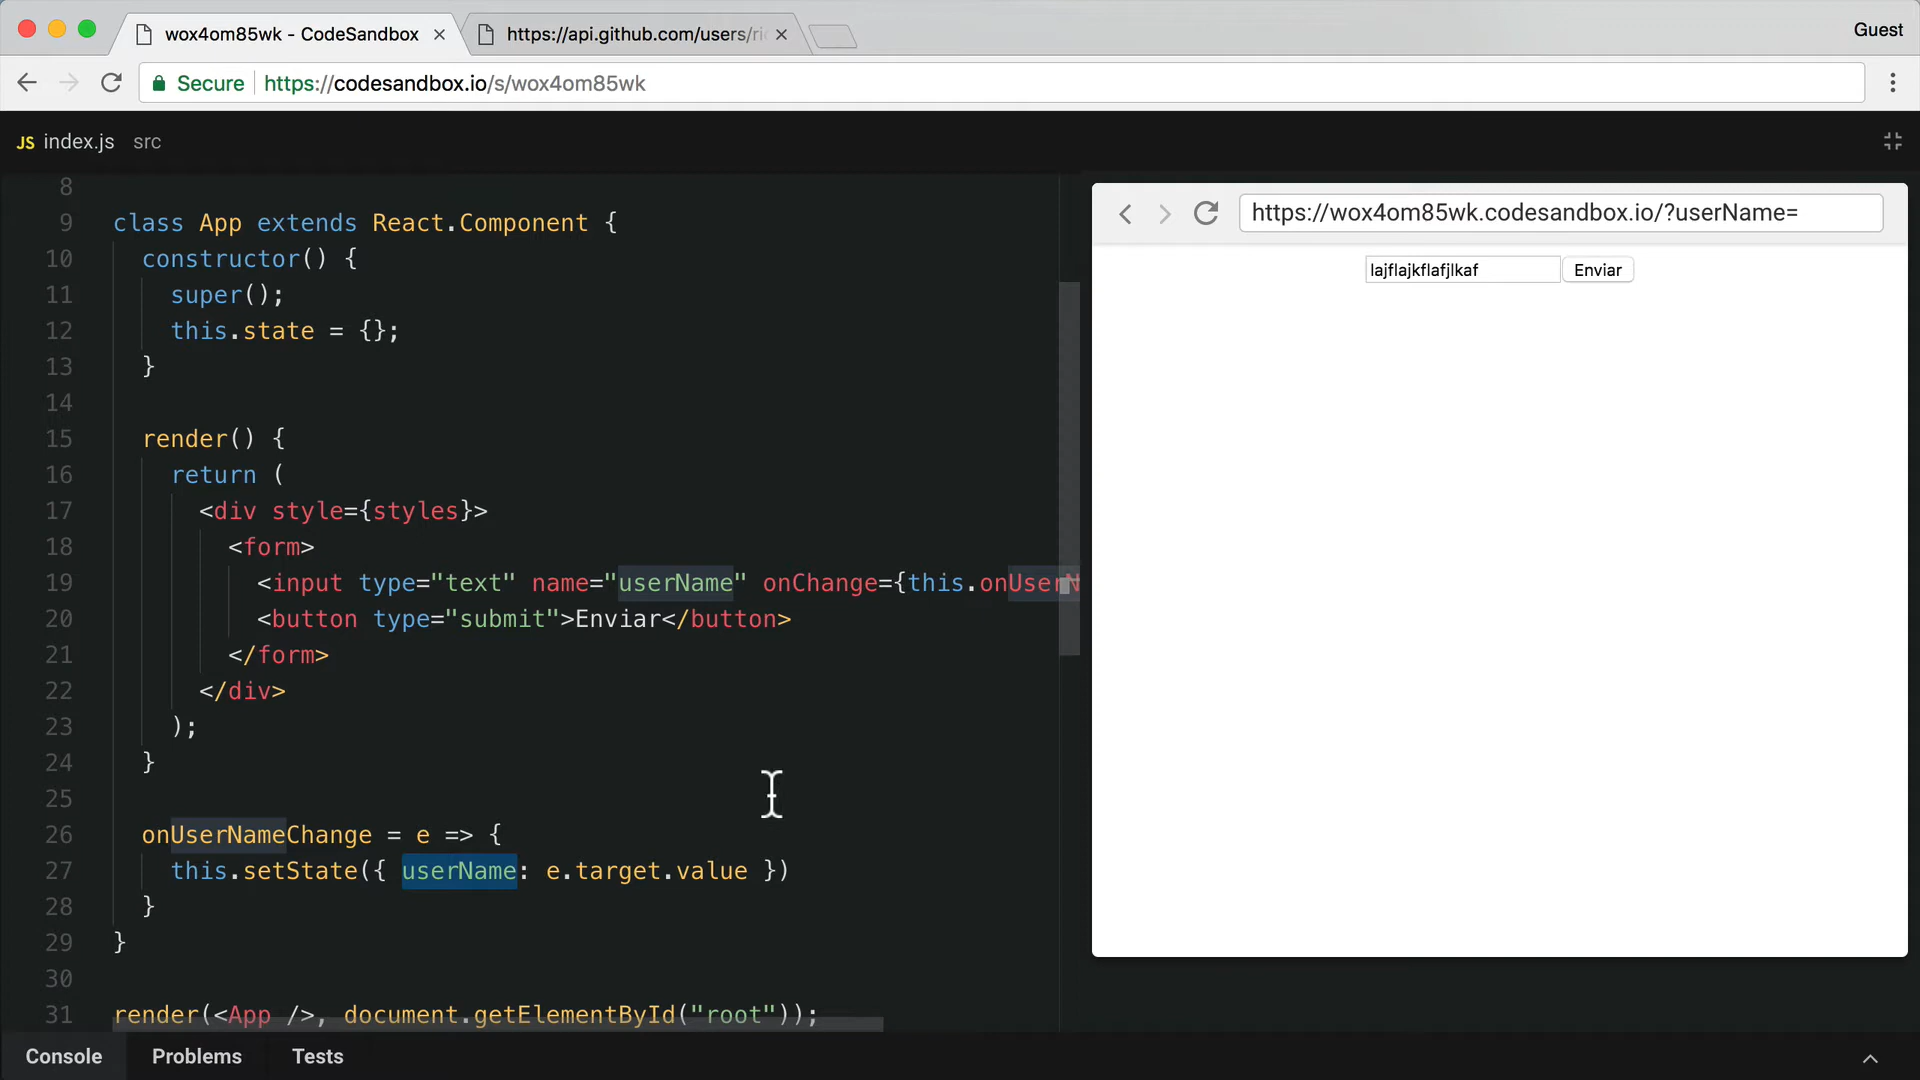 wox4om85wk - CodeSandbox
https://api.github.com/users/ri
Guest
Secure https://codesandbox.io/s/wox4om85wk
JS index.js src
8
9 class App extends React.Component {
10 constructor() {
11 super();
12 this.state = {};
13 }
14
15 render() {
16 return (
17 <div style={styles}>
18 <form>
19 <input type="text" name="userName" onChange={this.onUserN
20 <button type="submit">Enviar</button>
21 </form>
22 </div>
23 );
24 }
25
26 onUserNameChange = e => {
27 this.setState({ userName: e.target.value })
28 }
29 }
30
31 render(<App />, document.getElementById("root"));
https://wox4om85wk.codesandbox.io/?userName=
lajflajkflafjlkaf Enviar
Console Problems Tests